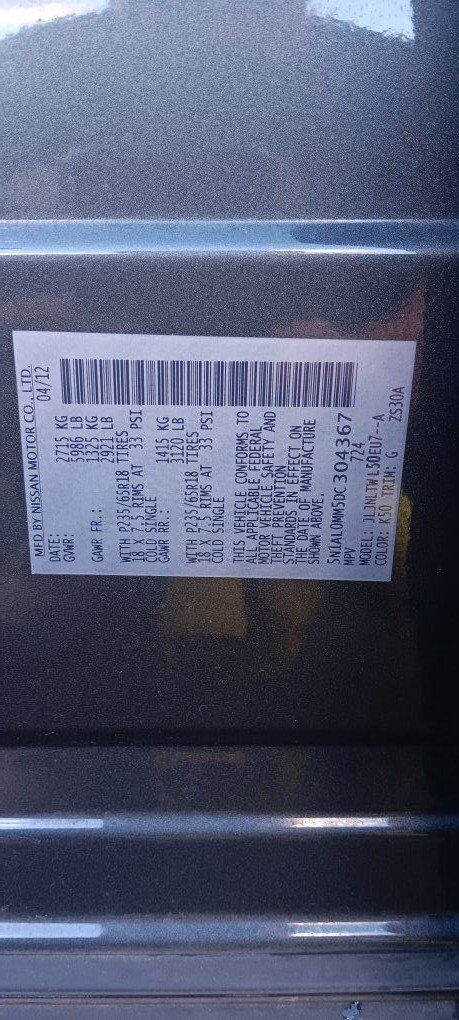 MFD BY NISSAN MOTOR CO., LTD.
DATE: 04/12
GVWR: 2715 KG
5986 LB
GAWR FR.: 1325 KG
2921 LB
WITH P235/65R18 TIRES
18 X 7.5 RIMS AT 33 PSI
COLD SINGLE
GAWR RR.: 1415 KG
3120 LB
WITH P235/65R18 TIRES
18 X 7.5 RIMS AT 33 PSI
COLD SINGLE
THIS VEHICLE CONFORMS TO
ALL APPLICABLE FEDERAL
MOTOR VEHICLE SAFETY AND
THEFT PREVENTION
STANDARDS IN EFFECT ON
THE DATE OF MANUFACTURE
SHOWN ABOVE.
5N1AL0MM5DC304367
MPV 724
MODEL: JLJNLTWL50EU7--A
COLOR: K50 TRIM: G ZS30A